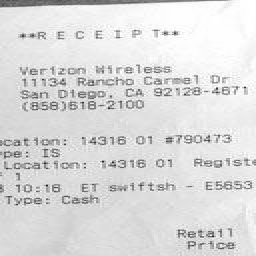 **R E C E I P T**
Verizon Wireless
11134 Rancho Carmel Dr
San Diego, CA 92128-4671
(858)618-2100
ocation: 14316 01 #790473
ype: IS
Location: 14316 01 Registe
1
10:16 ET swiftsh - E5653
Type: Cash
Retail
Price